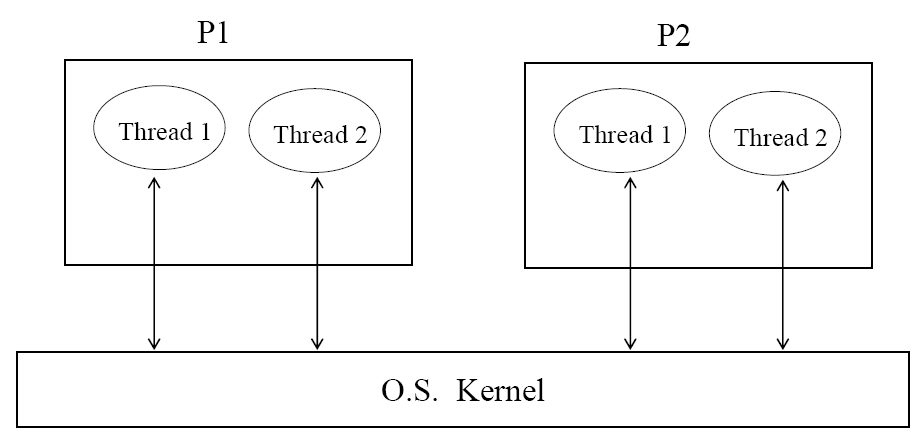 P1
P2
Thread 1
Thread 2
Thread 1
Thread 2
O.S. Kernel